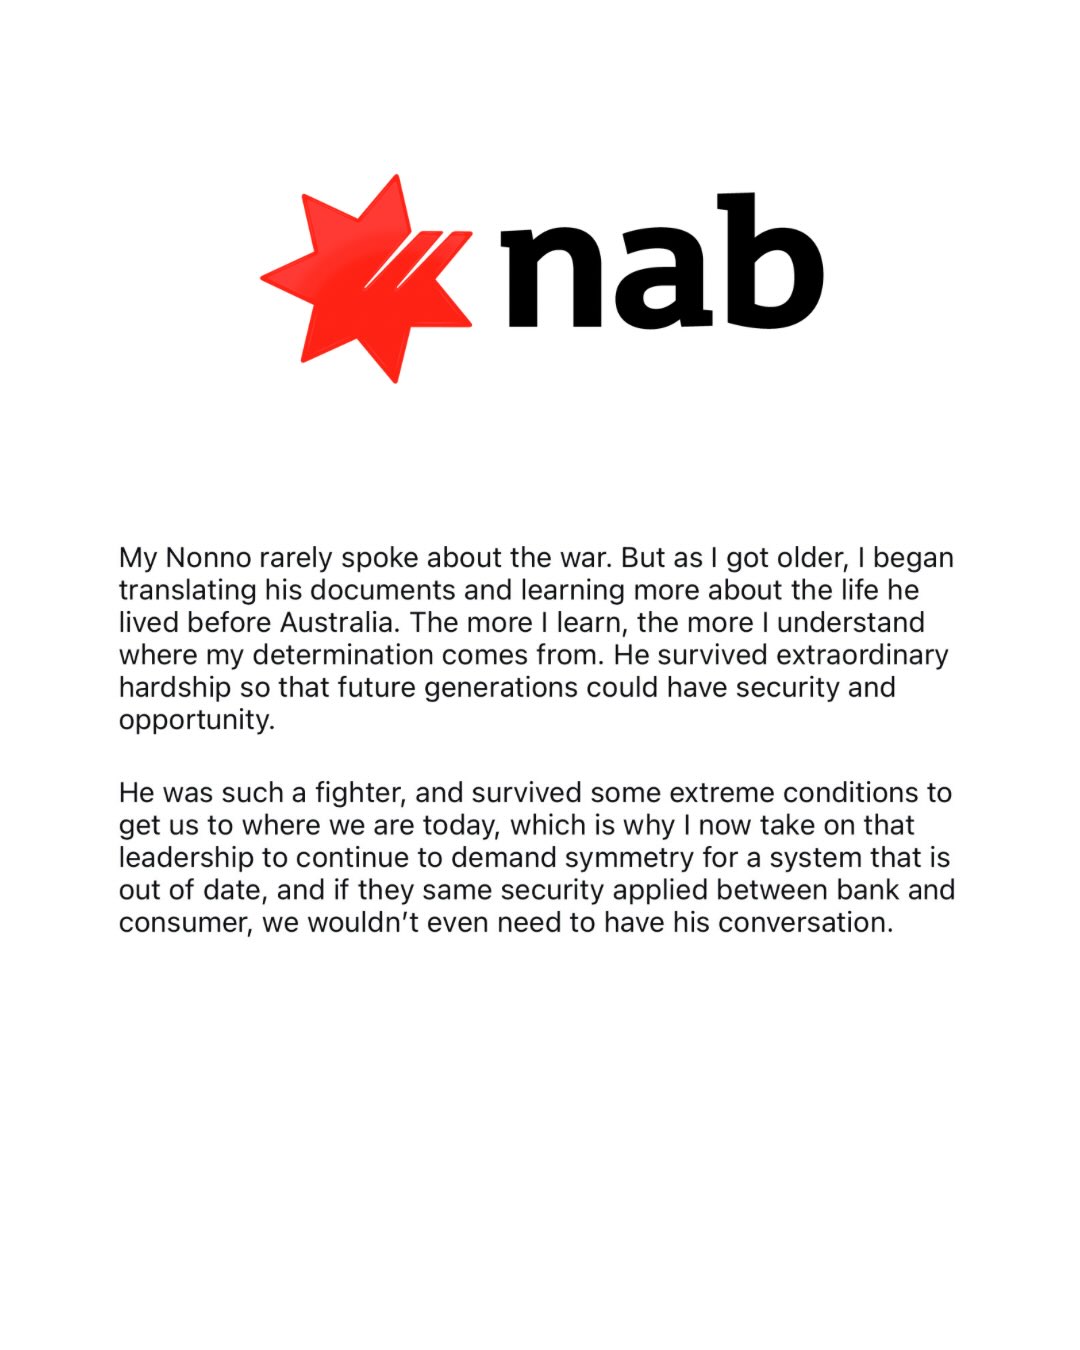 nab
My Nonno rarely spoke about the war. But as I got older, I began
translating his documents and learning more about the life he
lived before Australia. The more I learn, the more I understand
where my determination comes from. He survived extraordinary
hardship so that future generations could have security and
opportunity.
He was such a fighter, and survived some extreme conditions to
get us to where we are today, which is why I now take on that
leadership to continue to demand symmetry for a system that is
out of date, and if they same security applied between bank and
consumer, we wouldn’t even need to have his conversation.